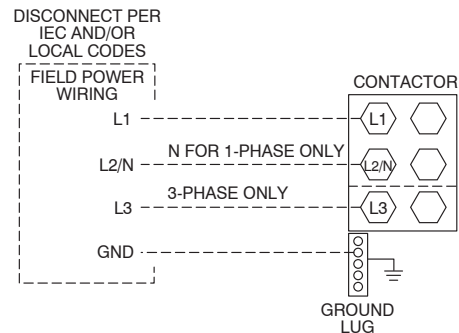 DISCONNECT PER
IEC AND/OR
LOCAL CODES
FIELD POWER
WIRING
CONTACTOR
L1
L1
N FOR 1-PHASE ONLY
L2/N
L2/N
3-PHASE ONLY
L3
L3
GND
GROUND
LUG